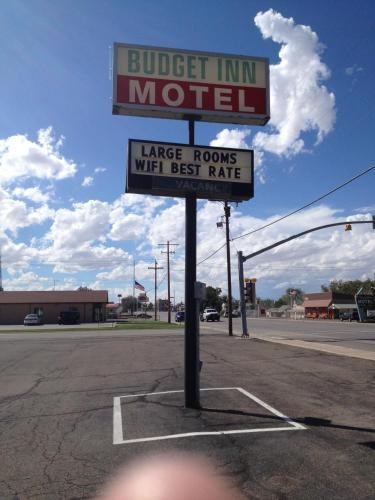 BUDGET INN
MOTEL
LARGE ROOMS
WIFI BEST RATE
VACANCY